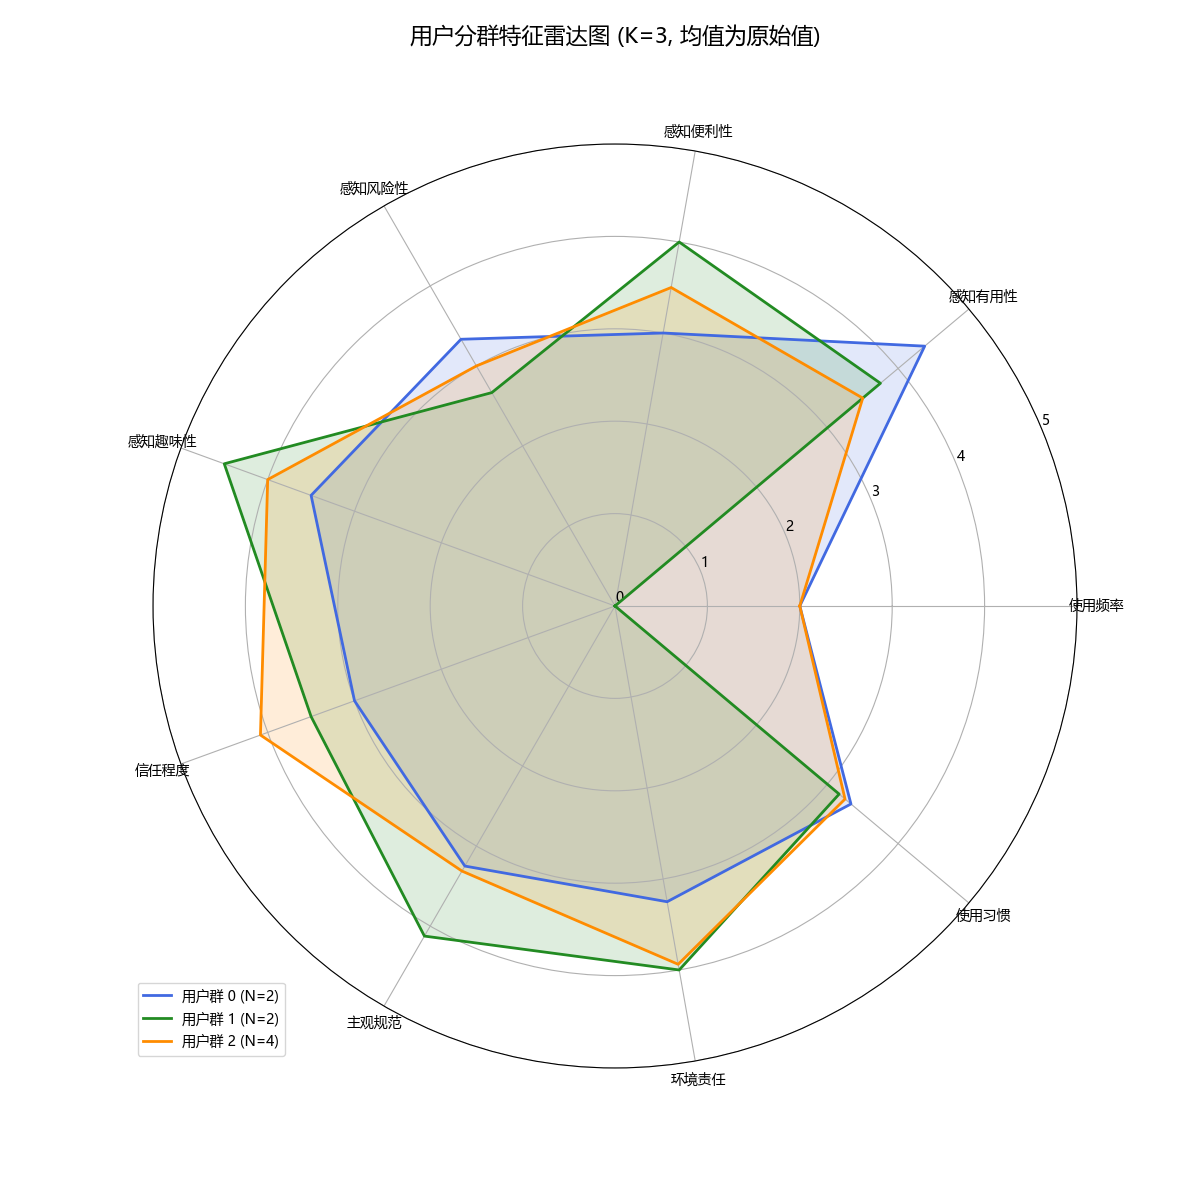 用户分群特征雷达图 (K=3, 均值为原始值)
感知便利性
感知风险性
感知有用性
感知趣味性
5
4
3
2
1
0
使用频率
信任程度
使用习惯
主观规范
环境责任
用户群 0 (N=2)
用户群 1 (N=2)
用户群 2 (N=4)